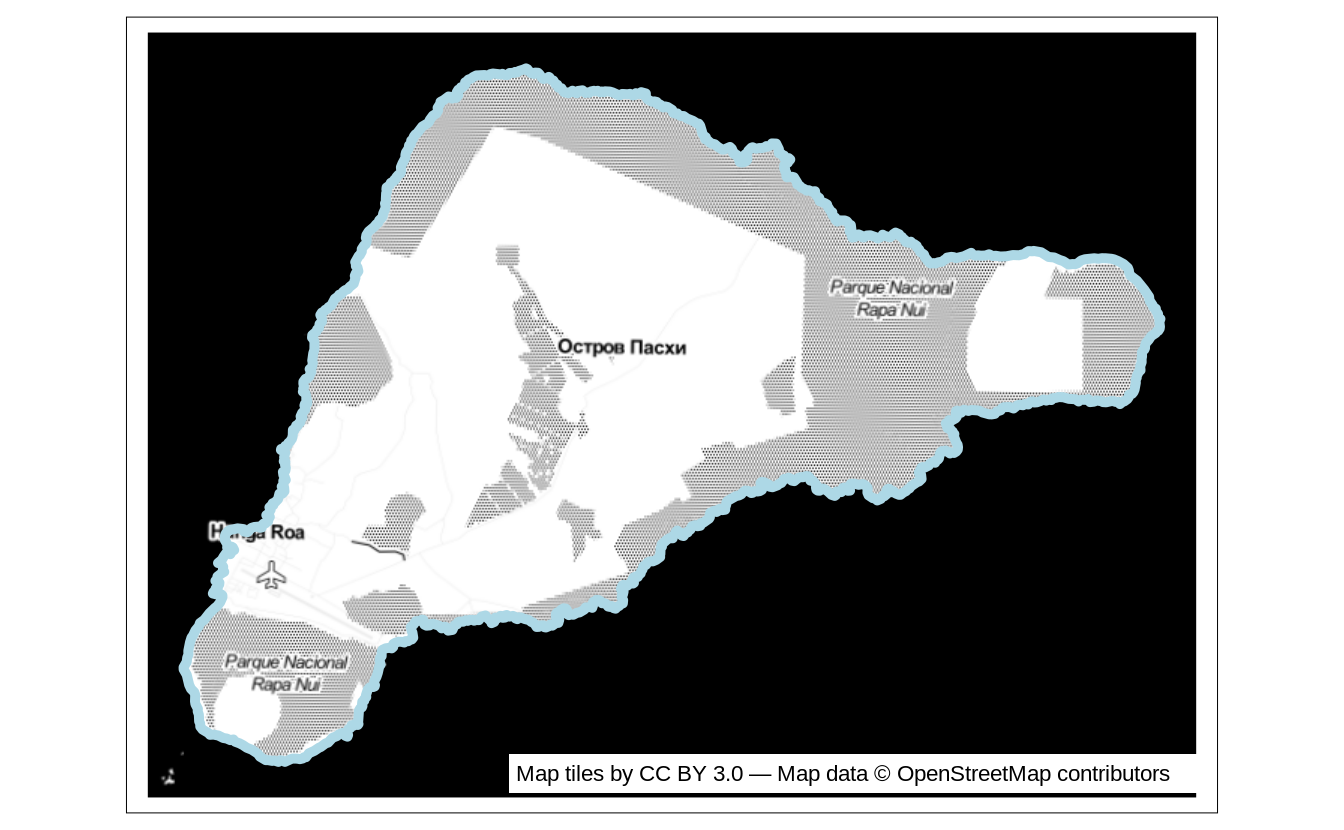 Parque Nacional
Rapa Nui
Остров Пасхи
Hanga Roa
Parque Nacional
Rapa Nui
Map tiles by CC BY 3.0 — Map data © OpenStreetMap contributors